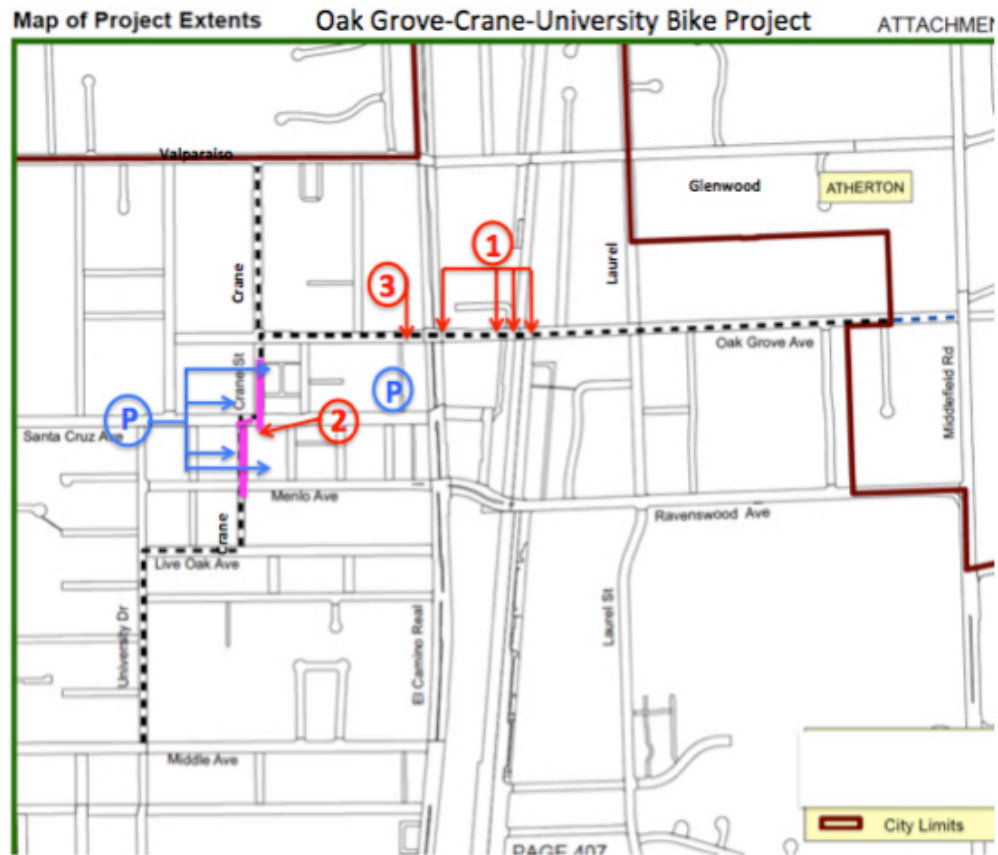 Map of Project Extents
Oak Grove-Crane-University Bike Project
ATTACHMEN
Valparaiso
Glenwood
ATHERTON
1
Laurel
Crane
3
Oak Grove Ave
Crane St
P
P
2
Middlefield Rd
Santa Cruz Ave
Menlo Ave
Ravenswood Ave
Crane
Live Oak Ave
University Dr
El Camino Real
Laurel St
Middle Ave
City Limits
PAGE 407